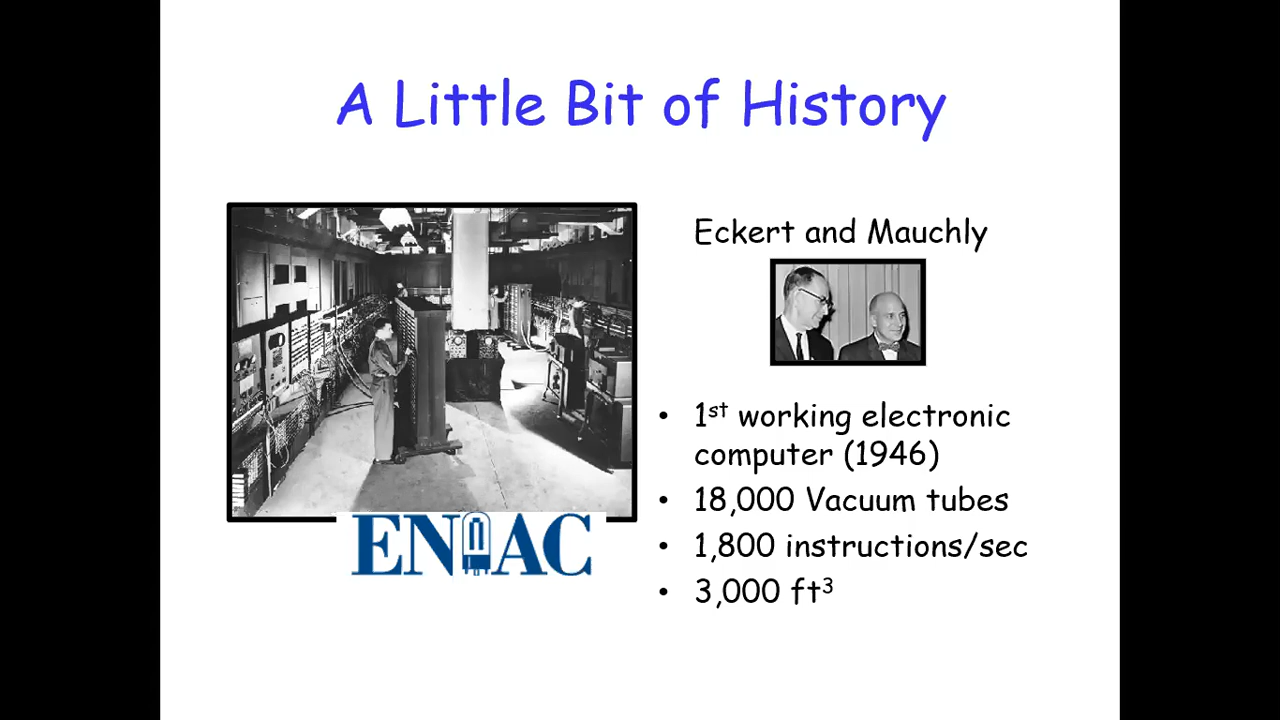 A Little Bit of History
Eckert and Mauchly
• 1st working electronic
computer (1946)
• 18,000 Vacuum tubes
• 1,800 instructions/sec
• 3,000 ft³
ENIAC